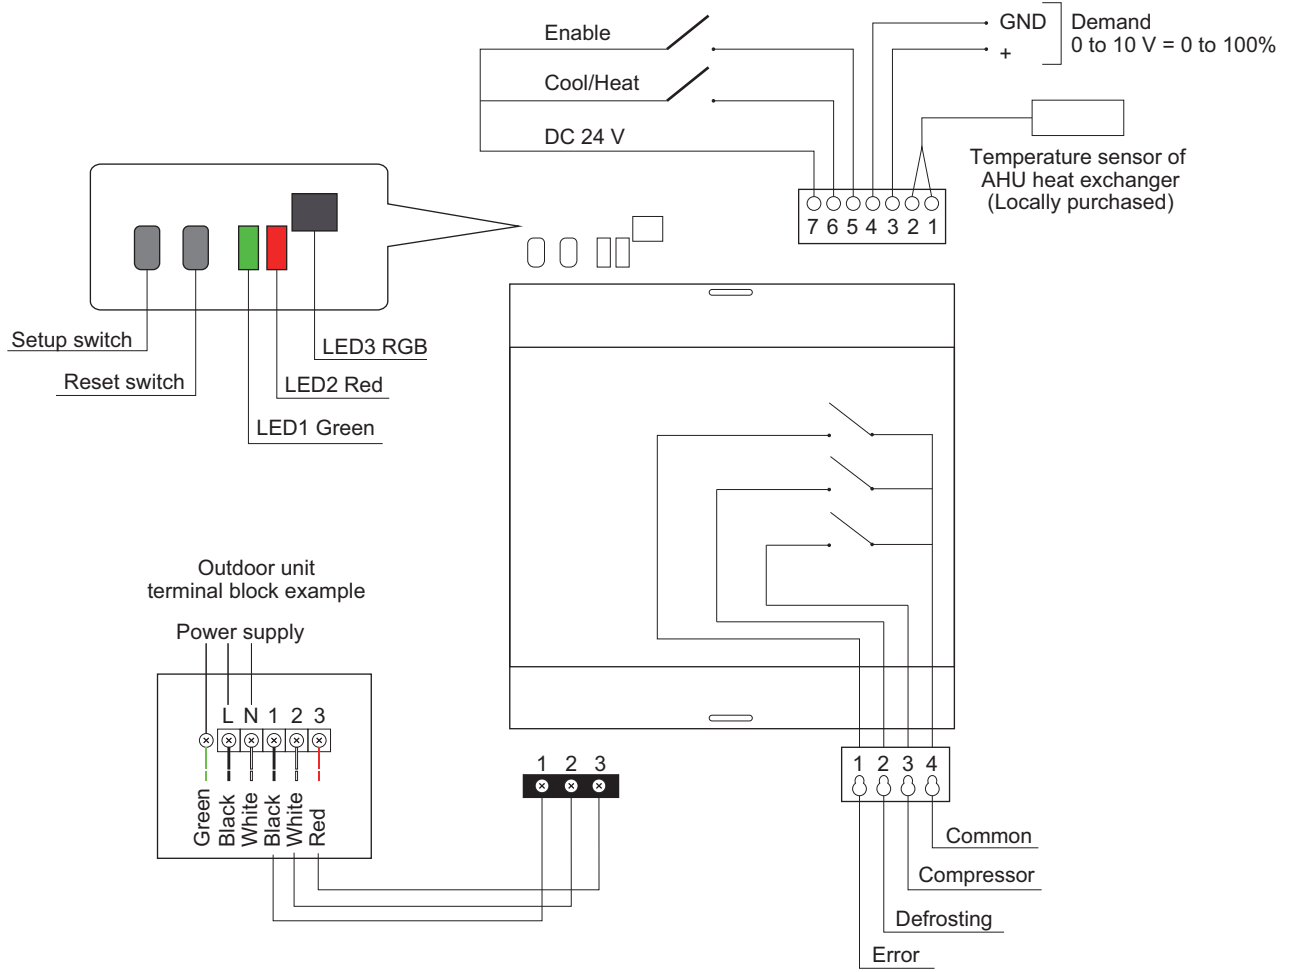 Enable
GND
Demand
0 to 10 V = 0 to 100%
+
Cool/Heat
DC 24 V
Temperature sensor of
AHU heat exchanger
(Locally purchased)
7 6 5 4 3 2 1
Setup switch
Reset switch
LED3 RGB
LED2 Red
LED1 Green
Outdoor unit
terminal block example
Power supply
L N 1 2 3
Green
Black
White
Black
White
Red
1 2 3
1 2 3 4
Common
Compressor
Defrosting
Error